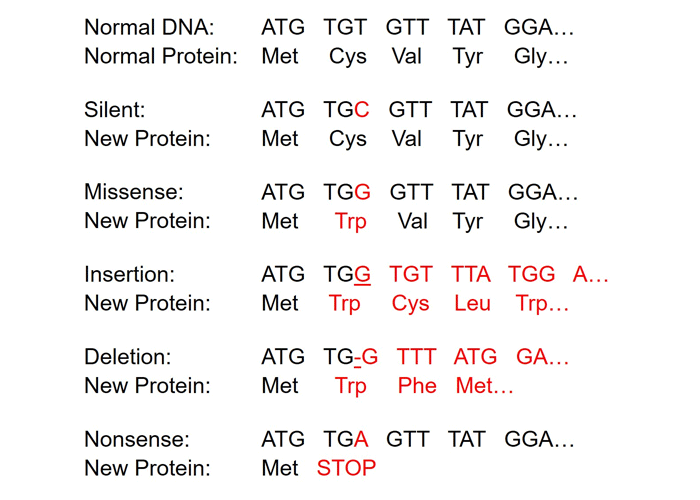 Normal DNA: ATG TGT GTT TAT GGA…
Normal Protein: Met Cys Val Tyr Gly…
Silent: ATG TGC GTT TAT GGA…
New Protein: Met Cys Val Tyr Gly…
Missense: ATG TGG GTT TAT GGA…
New Protein: Met Trp Val Tyr Gly…
Insertion: ATG TGG TGT TTA TGG A…
New Protein: Met Trp Cys Leu Trp…
Deletion: ATG TG-G TTT ATG GA…
New Protein: Met Trp Phe Met…
Nonsense: ATG TGA GTT TAT GGA…
New Protein: Met STOP